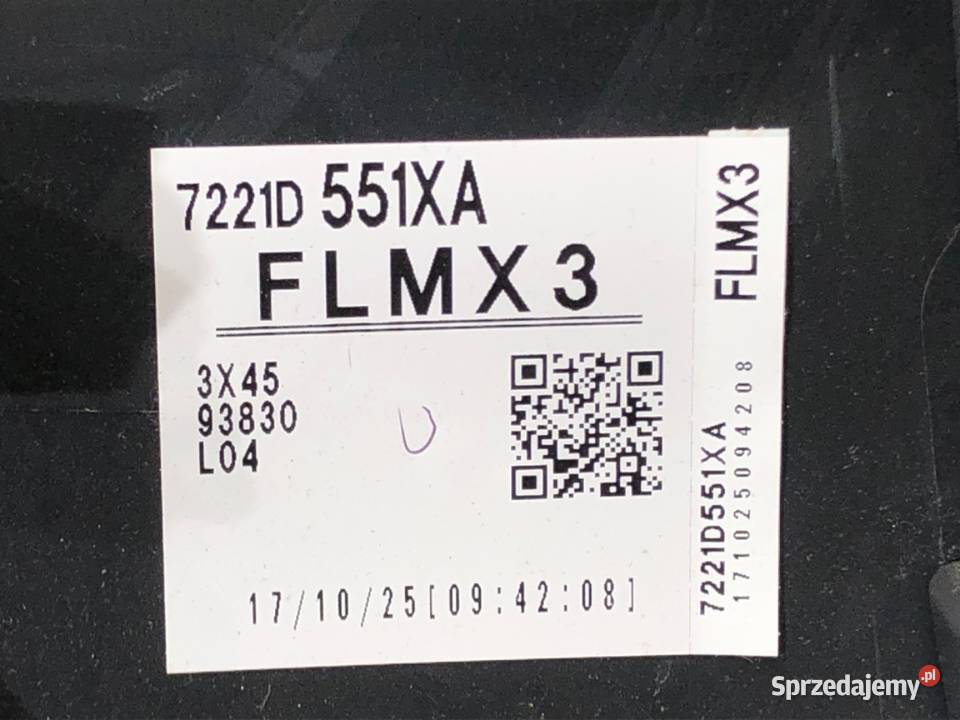 7221D 551XA
FLMX3
3X45
93830
L04
17/10/25[09:42:08]
FLMX3
7221D551XA
171025094208
Sprzedajemy.pl